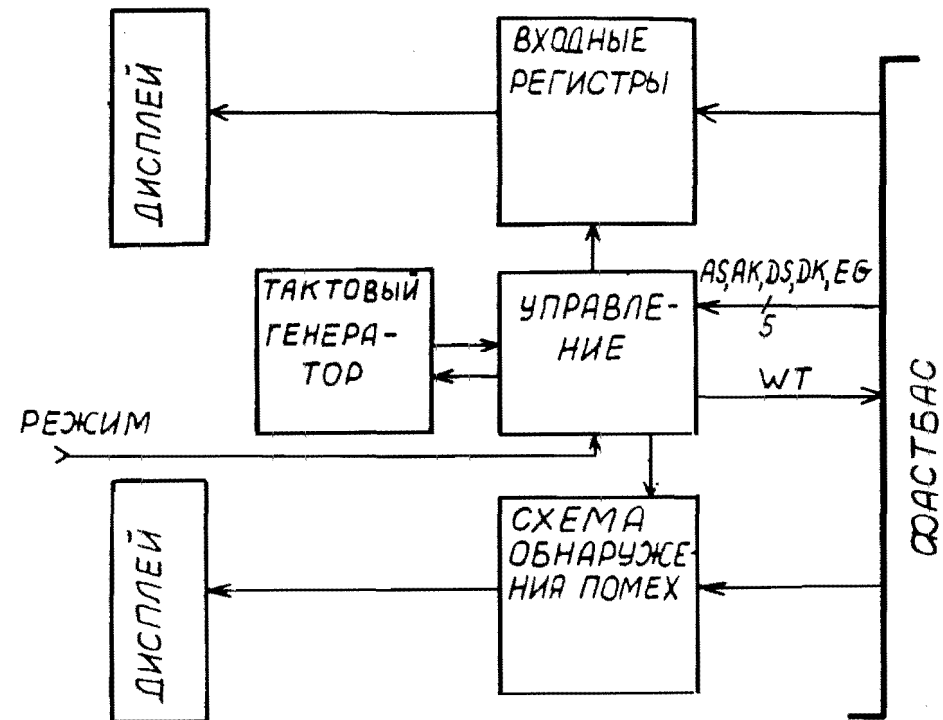 ДИСПЛЕЙ
ВХОДНЫЕ
РЕГИСТРЫ
ТАКТОВЫЙ
ГЕНЕРА-
ТОР
УПРАВЛЕ-
НИЕ
AS,AK,DS,DK,EG
5
WT
РЕЖИМ
ДИСПЛЕЙ
СХЕМА
ОБНАРУЖЕ-
НИЯ ПОМЕХ
ФАСТБАС